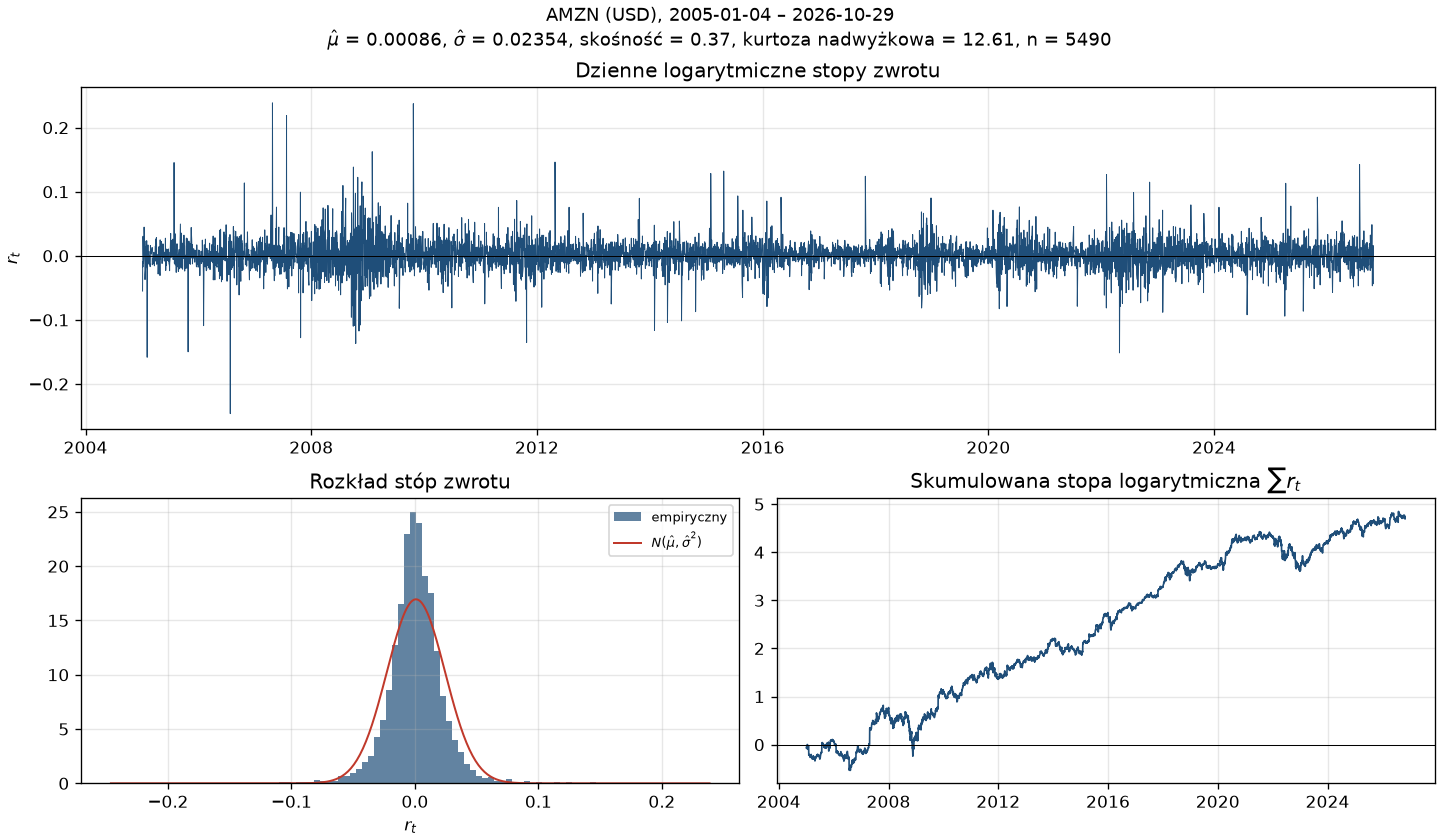 AMZN (USD), 2005-01-04 – 2026-10-29
μ̂ = 0.00086, σ̂ = 0.02354, skośność = 0.37, kurtoza nadwyżkowa = 12.61, n = 5490
Dzienne logarytmiczne stopy zwrotu
r_t
0.2
0.1
0.0
−0.1
−0.2
2004 2008 2012 2016 2020 2024
Rozkład stóp zwrotu
empiryczny
N(μ̂, σ̂²)
25
20
15
10
5
0
−0.2 −0.1 0.0 0.1 0.2
r_t
Skumulowana stopa logarytmiczna ∑r_t
5
4
3
2
1
0
2004 2008 2012 2016 2020 2024